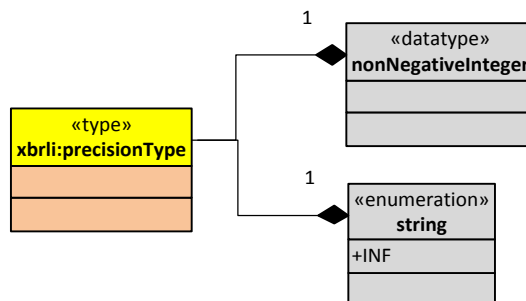 1
«datatype»
nonNegativeInteger
«type»
xbrli:precisionType
1
«enumeration»
string
+INF